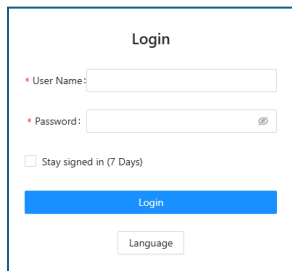 Login
* User Name:
* Password:
Stay signed in (7 Days)
Login
Language